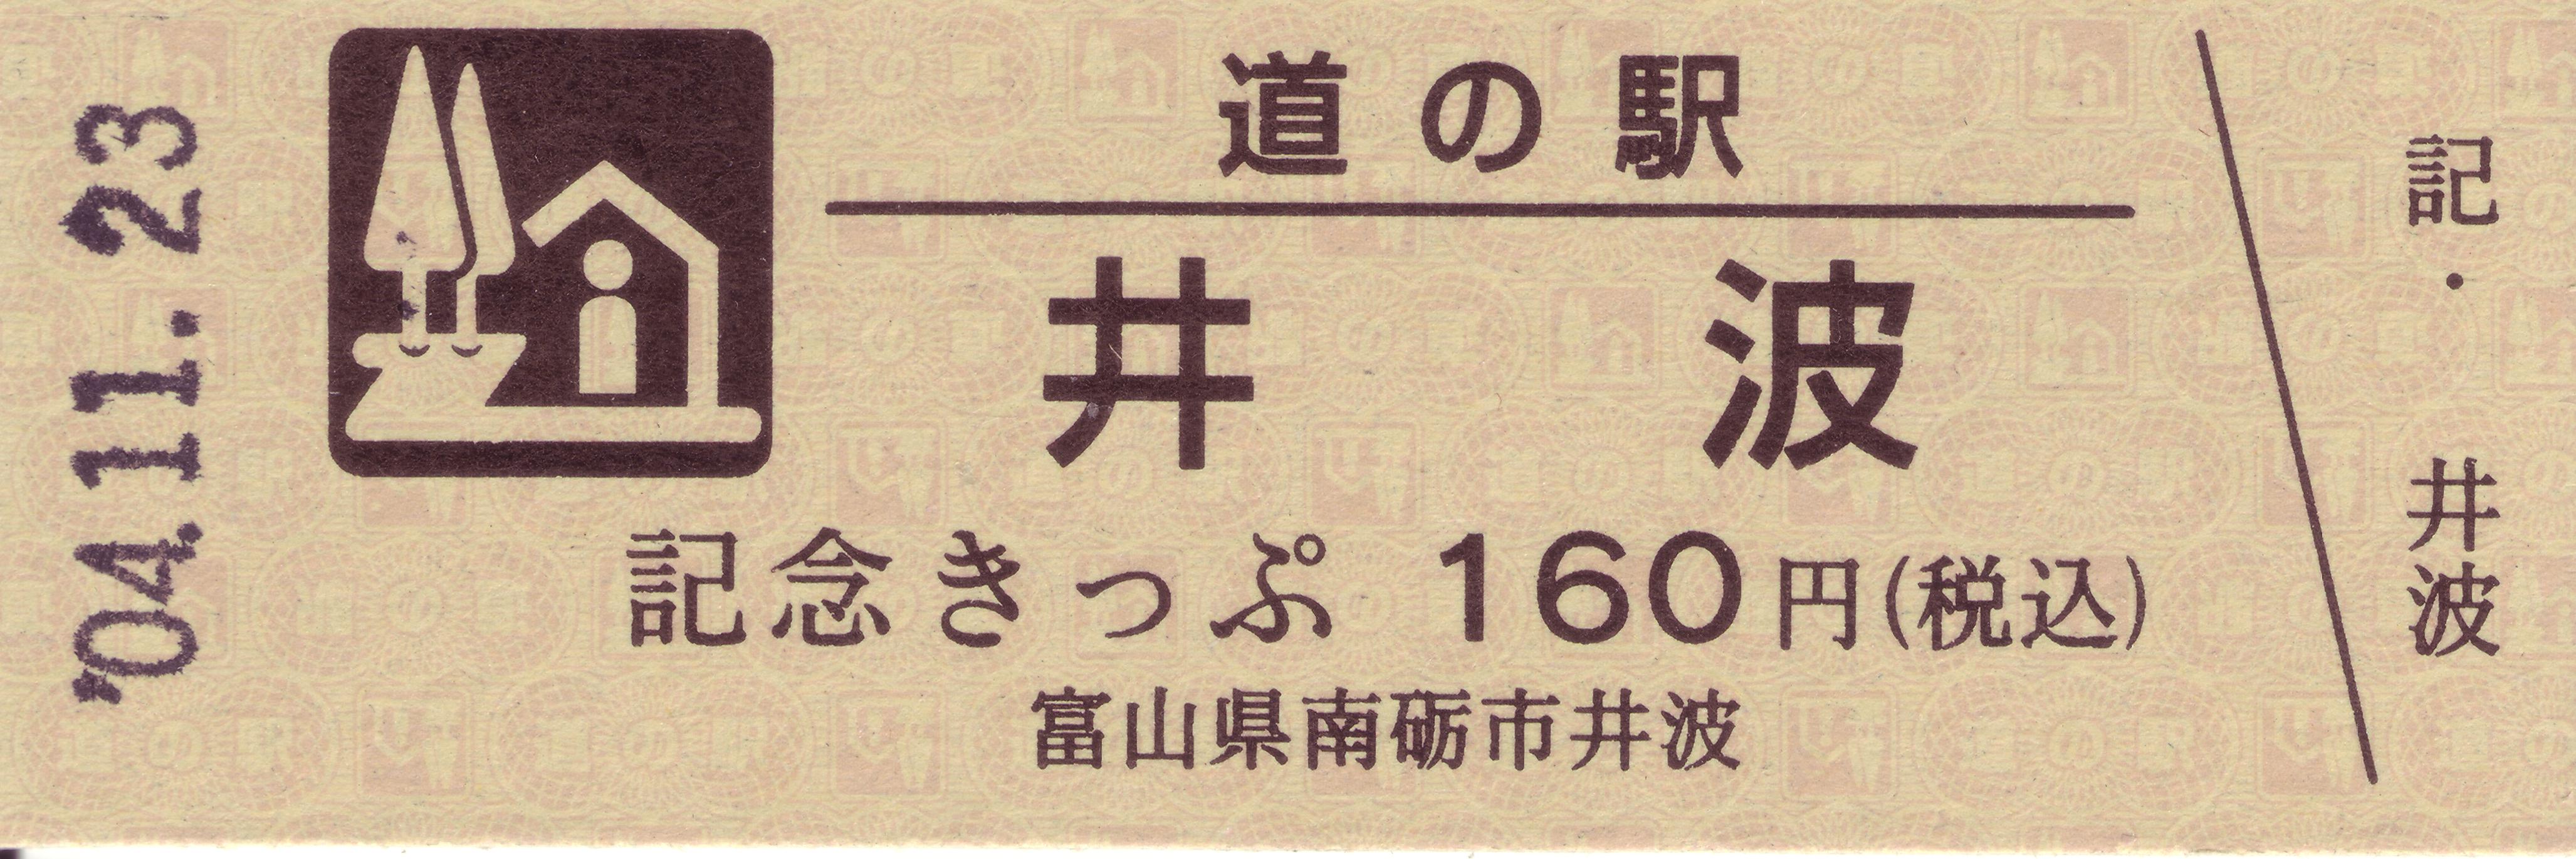 '04.11.23
道の駅
井波
記念きっぷ 160円(税込)
富山県南砺市井波
記・井波